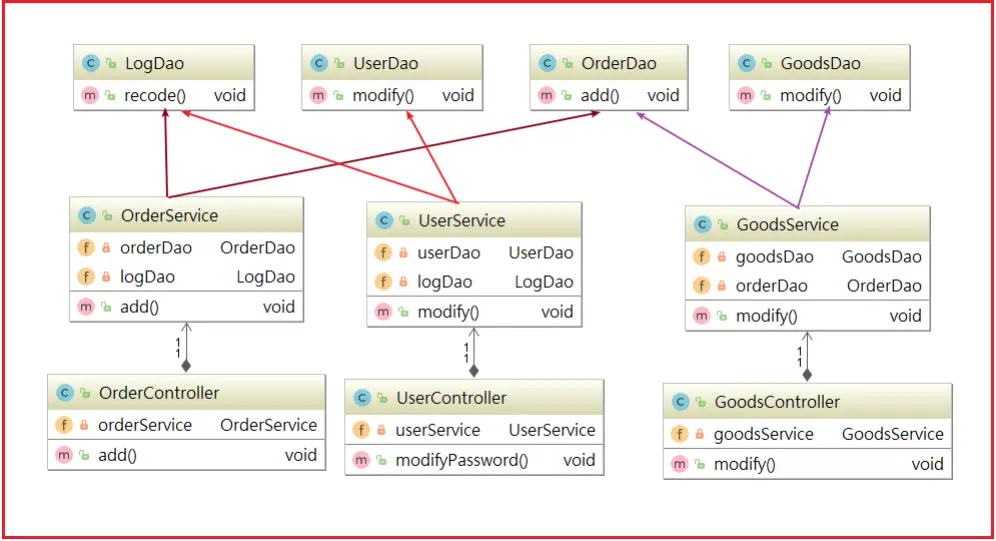 LogDao
recode() void
UserDao
modify() void
OrderDao
add() void
GoodsDao
modify() void
OrderService
orderDao OrderDao
logDao LogDao
add() void
UserService
userDao UserDao
logDao LogDao
modify() void
GoodsService
goodsDao GoodsDao
orderDao OrderDao
modify() void
1
1
1
1
1
1
OrderController
orderService OrderService
add() void
UserController
userService UserService
modifyPassword() void
GoodsController
goodsService GoodsService
modify() void